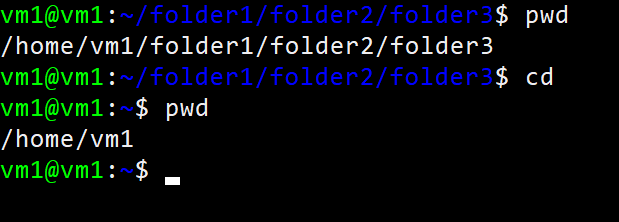 vm1@vm1:~/folder1/folder2/folder3$ pwd
/home/vm1/folder1/folder2/folder3
vm1@vm1:~/folder1/folder2/folder3$ cd
vm1@vm1:~$ pwd
/home/vm1
vm1@vm1:~$